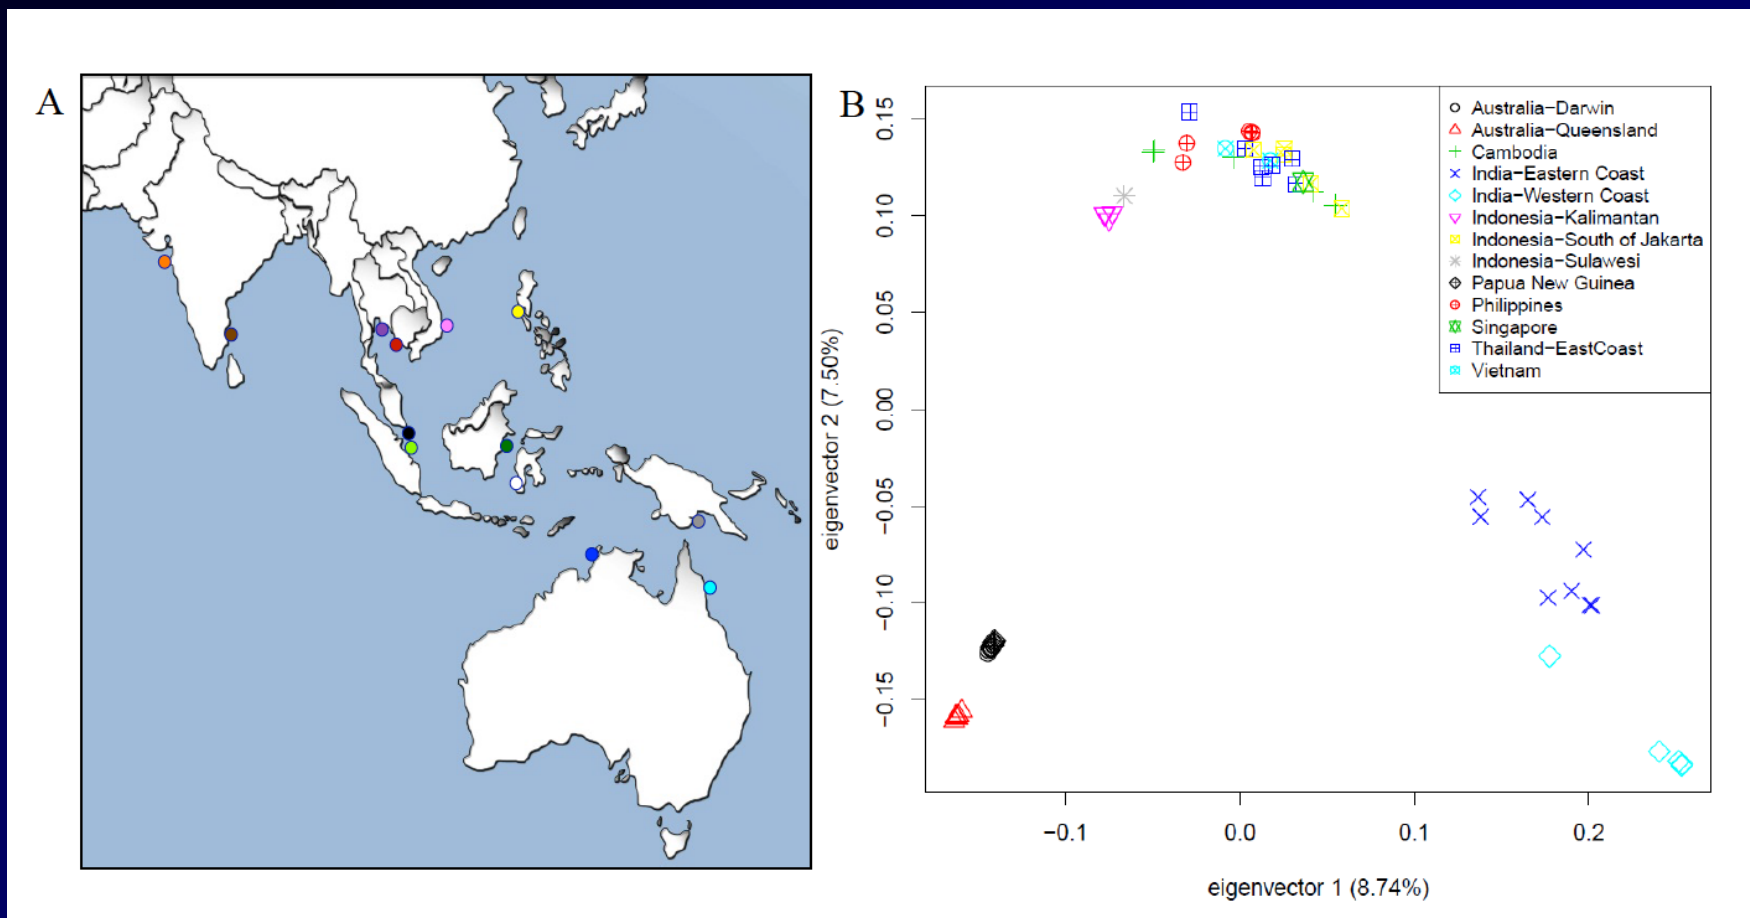 A
B
Australia−Darwin
Australia−Queensland
Cambodia
India−Eastern Coast
India−Western Coast
Indonesia−Kalimantan
Indonesia−South of Jakarta
Indonesia−Sulawesi
Papua New Guinea
Philippines
Singapore
Thailand−EastCoast
Vietnam
eigenvector 2 (7.50%)
0.15
0.10
0.05
0.00
−0.05
−0.10
−0.15
−0.1
0.0
0.1
0.2
eigenvector 1 (8.74%)